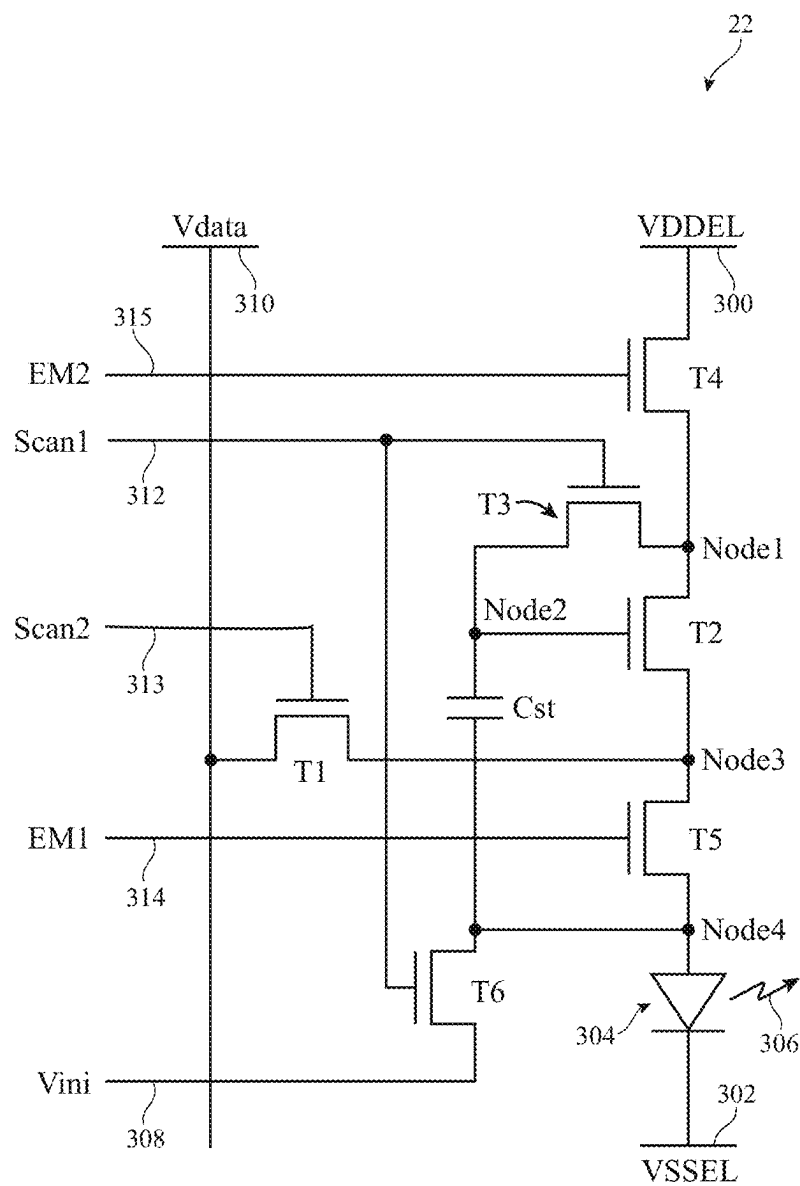 22
Vdata
VDDEL
310
300
315
EM2
T4
Scan1
312
T3
Node1
Node2
Scan2
T2
313
Cst
Node3
T1
EM1
T5
314
Node4
T6
304
306
Vini
308
302
VSSEL